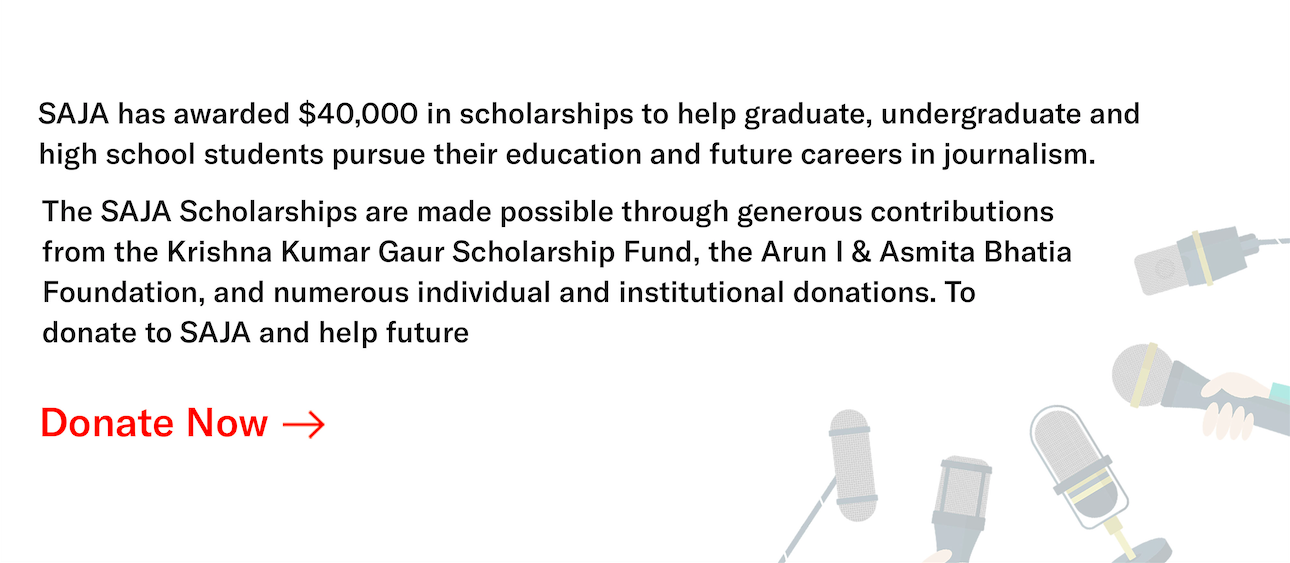 SAJA has awarded $40,000 in scholarships to help graduate, undergraduate and
high school students pursue their education and future careers in journalism.
The SAJA Scholarships are made possible through generous contributions
from the Krishna Kumar Gaur Scholarship Fund, the Arun I & Asmita Bhatia
Foundation, and numerous individual and institutional donations. To
donate to SAJA and help future
Donate Now →